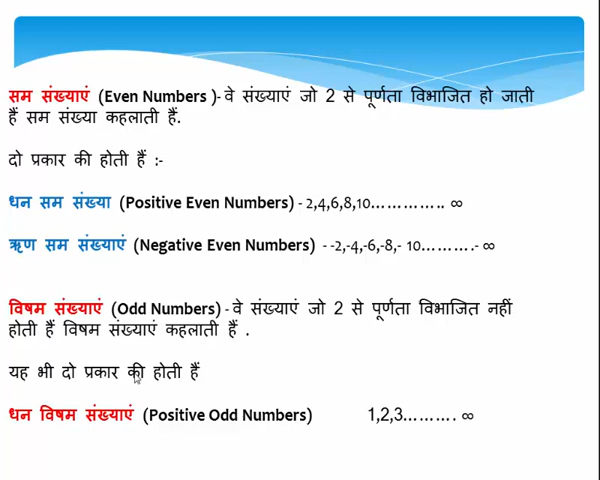 सम संख्याएं (Even Numbers )- वे संख्याएं जो 2 से पूर्णता विभाजित हो जाती
हैं सम संख्या कहलाती हैं.
दो प्रकार की होती हैं :-
धन सम संख्या (Positive Even Numbers) - 2,4,6,8,10………….. ∞
ऋण सम संख्याएं (Negative Even Numbers) - -2,-4,-6,-8,- 10……….- ∞
विषम संख्याएं (Odd Numbers) - वे संख्याएं जो 2 से पूर्णता विभाजित नहीं
होती हैं विषम संख्याएं कहलाती हैं .
यह भी दो प्रकार की होती हैं
धन विषम संख्याएं (Positive Odd Numbers) 1,2,3………. ∞